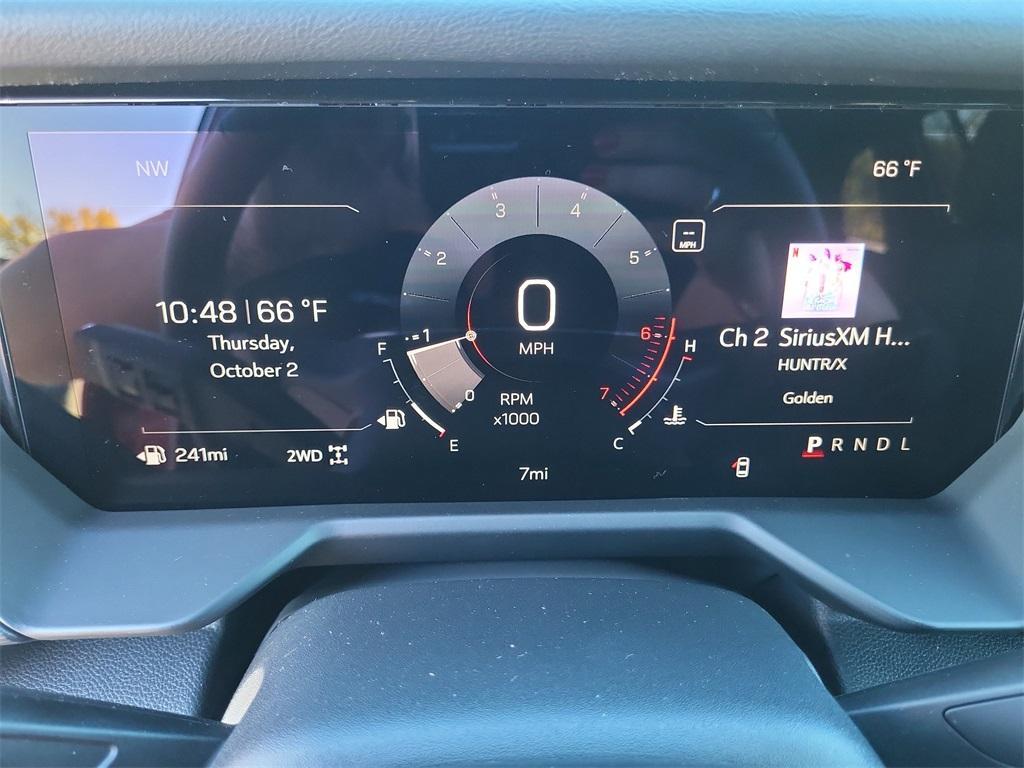 NW
66 °F
10:48 | 66 °F
Thursday,
October 2
241mi
2WD
F
E
0
1
2
3
4
5
6
7
0
MPH
RPM
x1000
7mi
H
C
--
MPH
N
Ch 2 SiriusXM H...
HUNTR/X
Golden
P R N D L